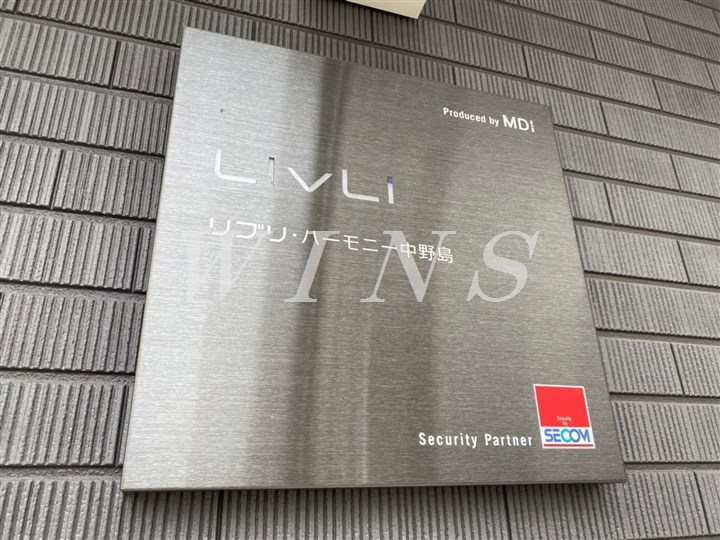 Produced by MDi
LivLi
リブリ・ハーモニー中野島
WINS
Security Partner
Security
by
SECOM